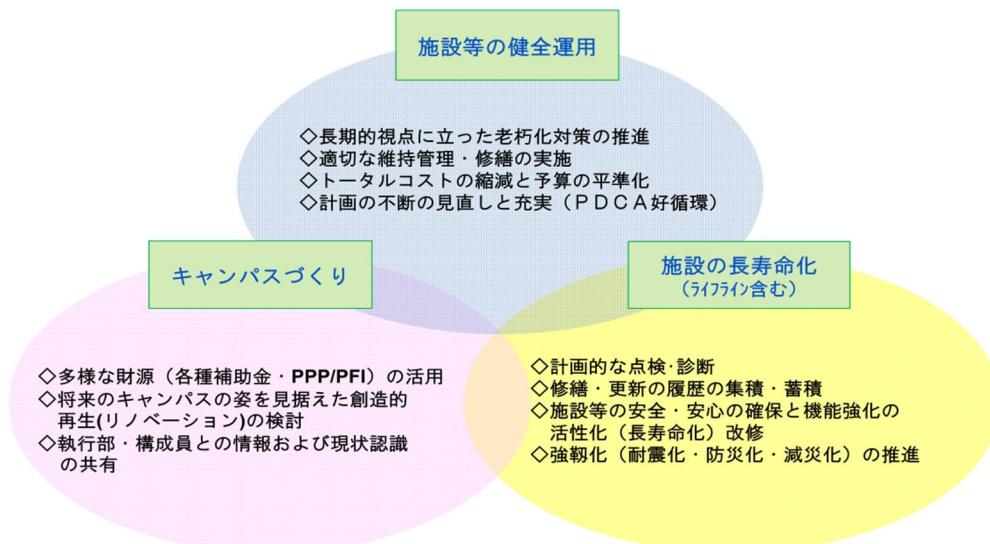 施設等の健全運用
◇長期的視点に立った老朽化対策の推進
◇適切な維持管理・修繕の実施
◇トータルコストの縮減と予算の平準化
◇計画の不断の見直しと充実（ＰＤＣＡ好循環）
キャンパスづくり
◇多様な財源（各種補助金・PPP/PFI）の活用
◇将来のキャンパスの姿を見据えた創造的
再生(リノベーション)の検討
◇執行部・構成員との情報および現状認識
の共有
施設の長寿命化
（ﾗｲﾌﾗｲﾝ含む）
◇計画的な点検・診断
◇修繕・更新の履歴の集積・蓄積
◇施設等の安全・安心の確保と機能強化の
活性化（長寿命化）改修
◇強靱化（耐震化・防災化・減災化）の推進